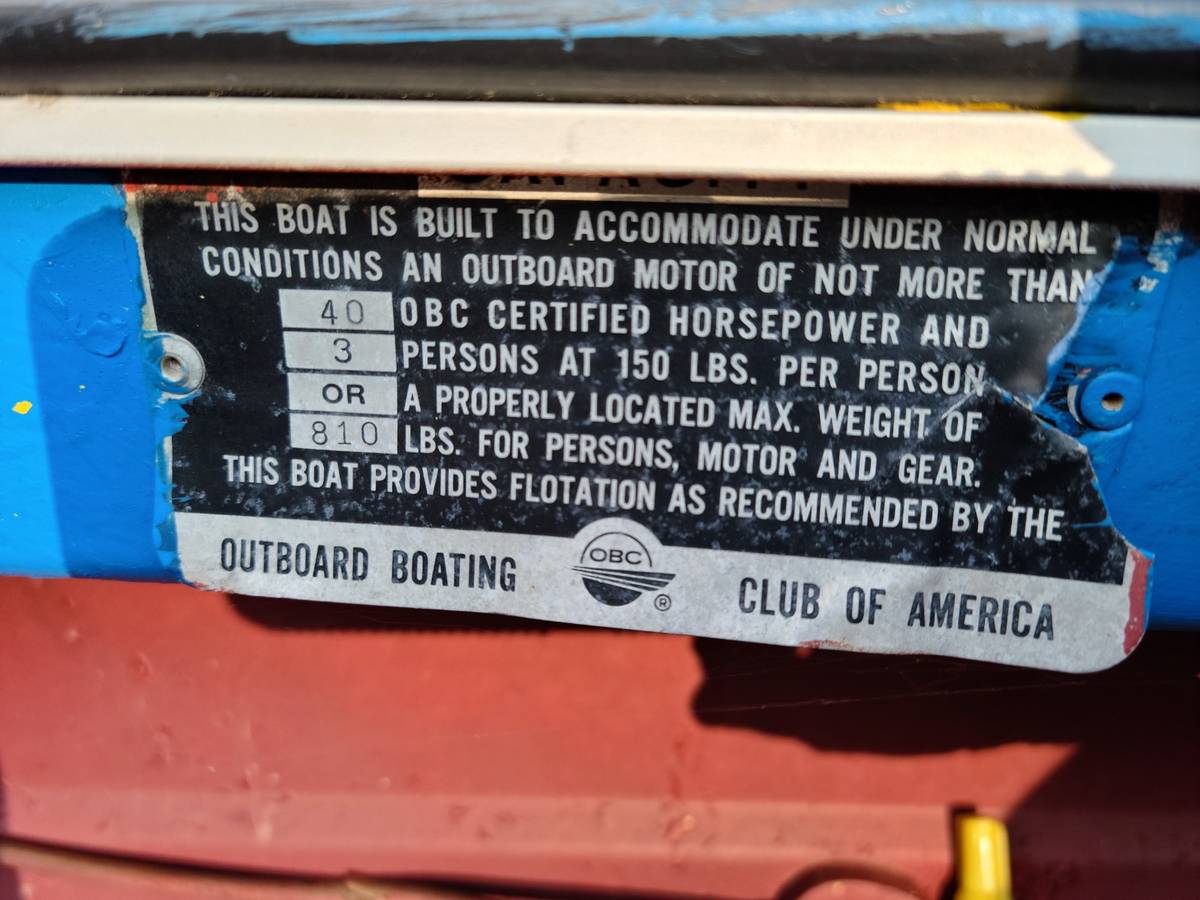 THIS BOAT IS BUILT TO ACCOMMODATE UNDER NORMAL
CONDITIONS AN OUTBOARD MOTOR OF NOT MORE THAN
40 OBC CERTIFIED HORSEPOWER AND
3 PERSONS AT 150 LBS. PER PERSON
OR A PROPERLY LOCATED MAX. WEIGHT OF
810 LBS. FOR PERSONS, MOTOR AND GEAR.
THIS BOAT PROVIDES FLOTATION AS RECOMMENDED BY THE
OUTBOARD BOATING OBC ® CLUB OF AMERICA